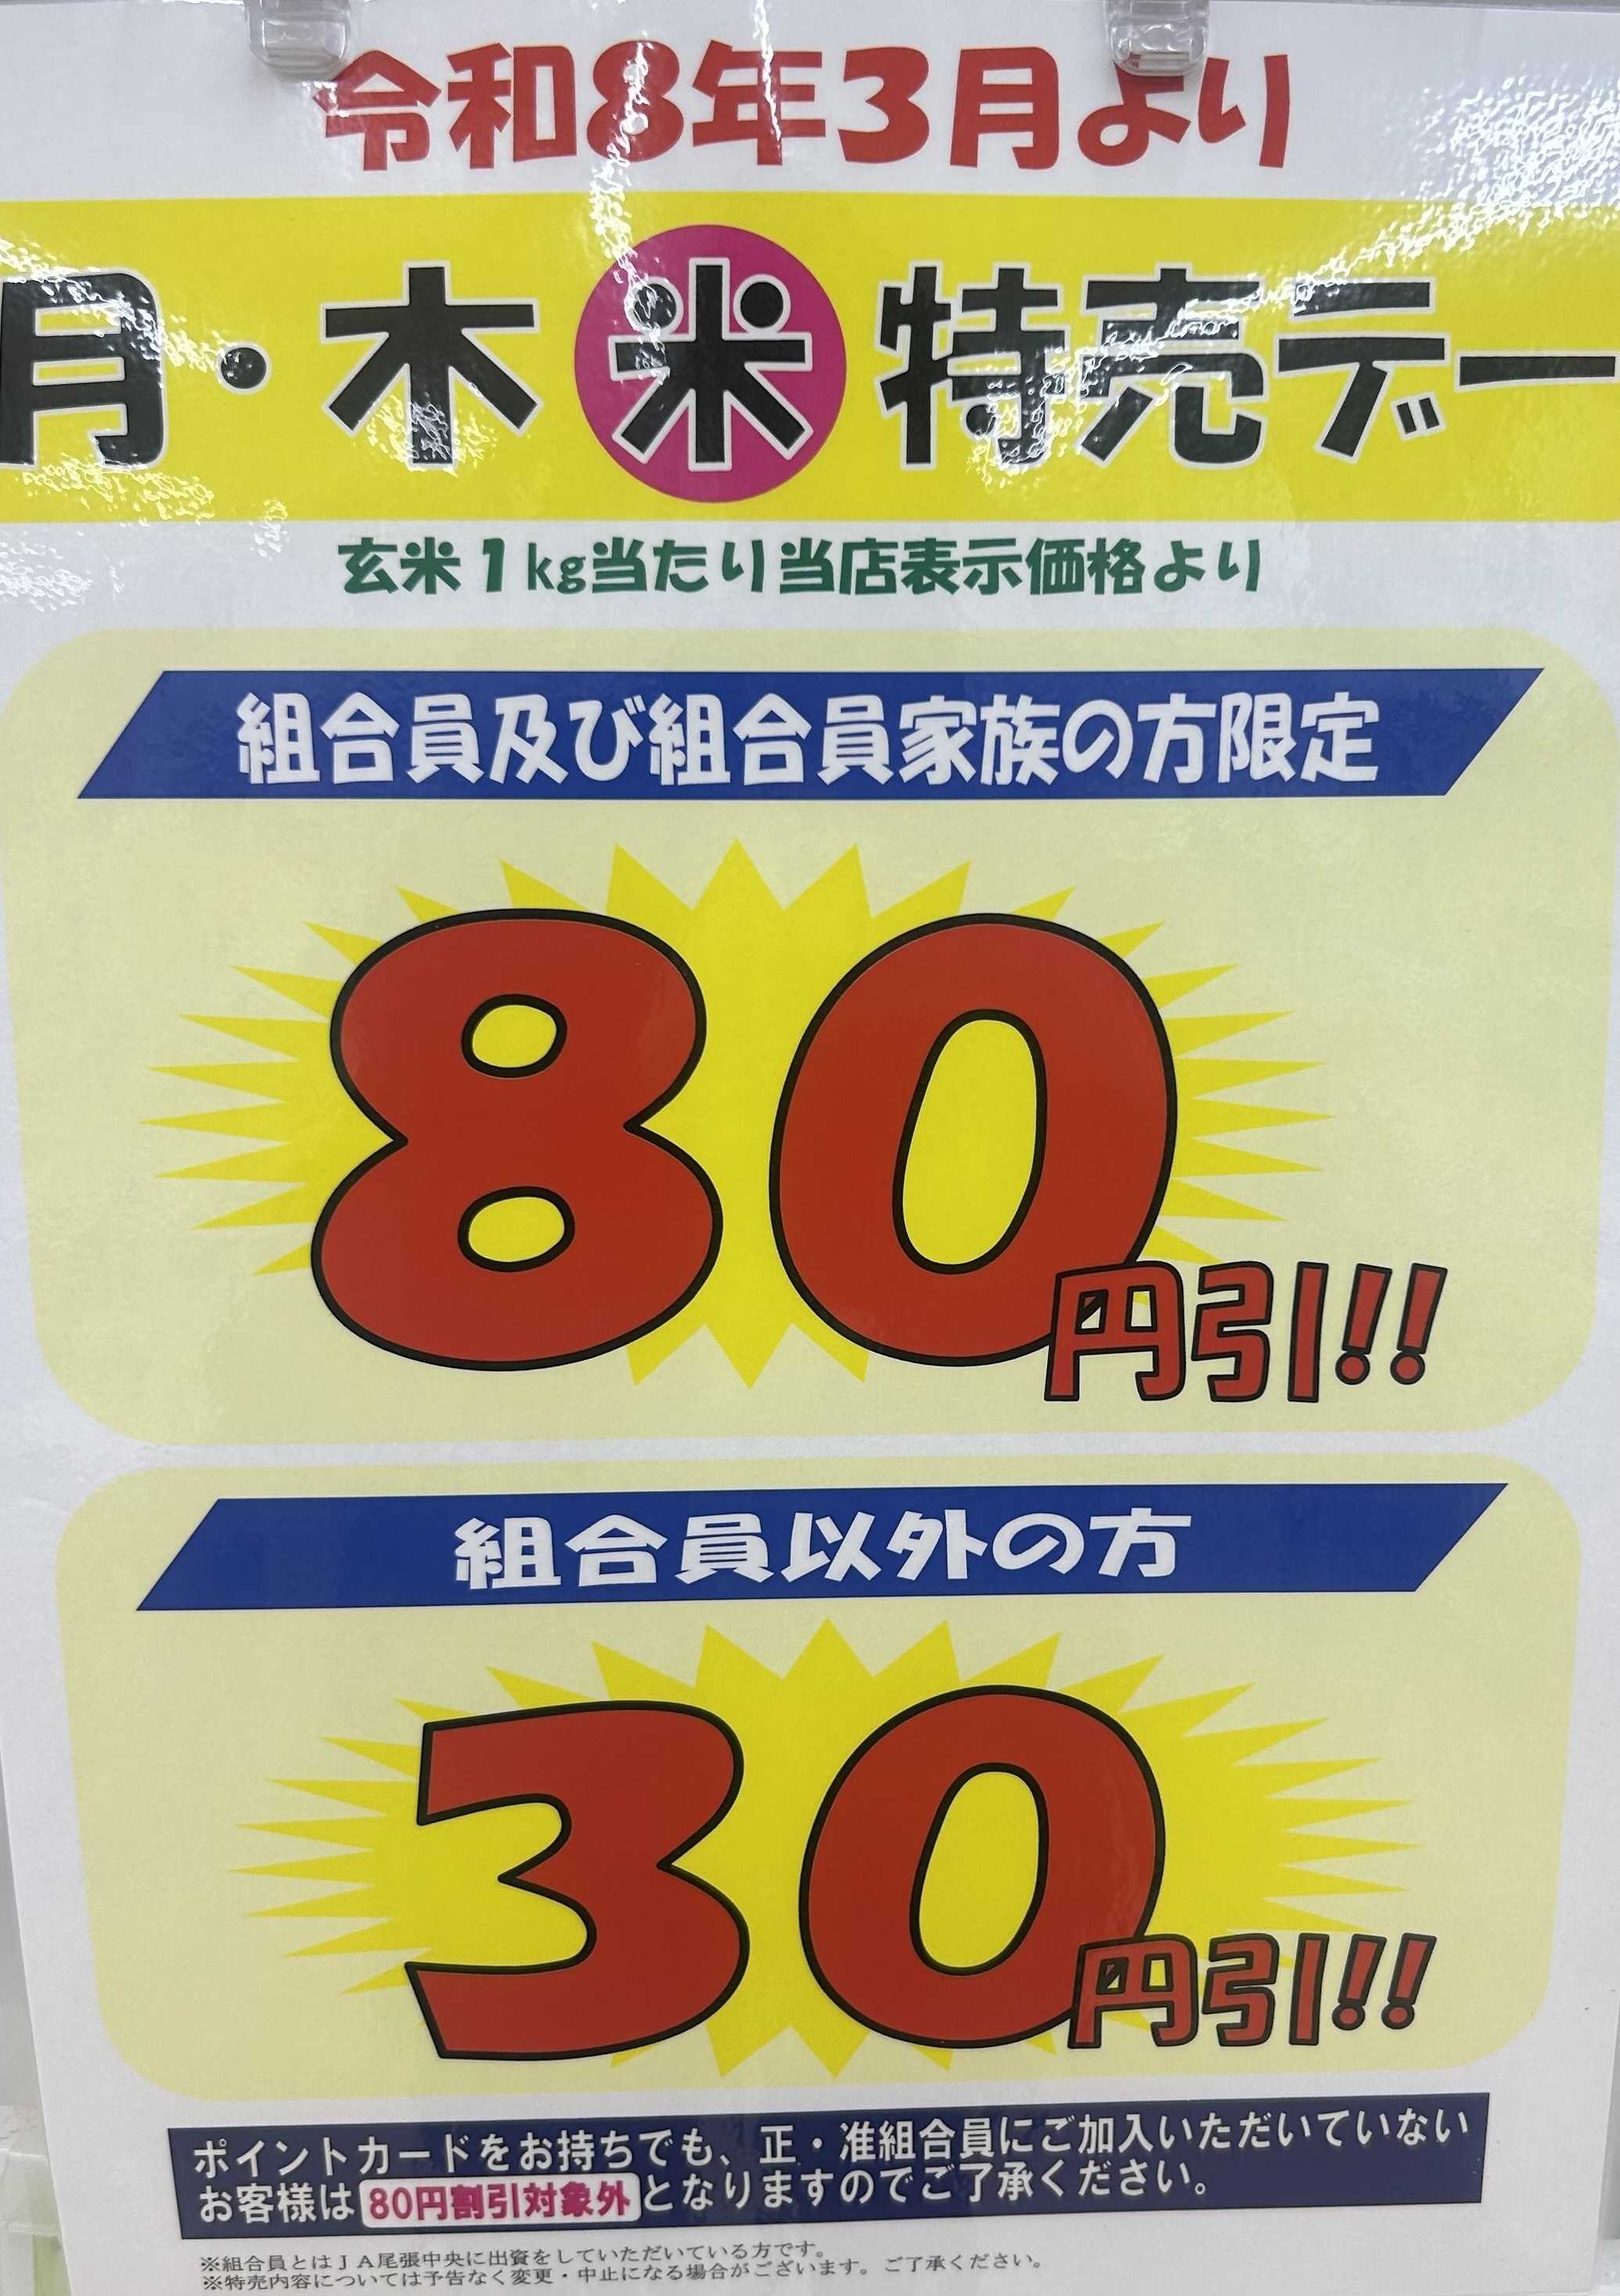 令和8年3月より
月・木米特売デー
玄米1kg当たり当店表示価格より
組合員及び組合員家族の方限定
80円引!!
組合員以外の方
30円引!!
ポイントカードをお持ちでも、正・准組合員にご加入いただいていない
お客様は80円割引対象外となりますのでご了承ください。
※組合員とはJA尾張中央に出資をしていただいている方です。
※特売内容については予告なく変更・中止になる場合がございます。ご了承ください。